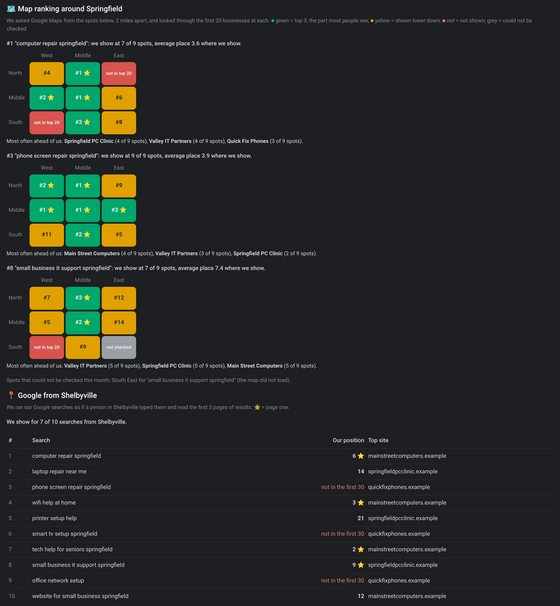 🗺️ Map ranking around Springfield
We asked Google Maps from the spots below, 3 miles apart, and looked through the first 20 businesses at each. ● green = top 3, the part most people see; ● yellow = shown lower down; ● red = not shown; grey = could not be
checked.
#1 "computer repair springfield": we show at 7 of 9 spots, average place 3.6 where we show.
West Middle East
North #4 #1 ⭐ not in top 20
Middle #2 ⭐ #1 ⭐ #6
South not in top 20 #3 ⭐ #8
Most often ahead of us: Springfield PC Clinic (4 of 9 spots), Valley IT Partners (4 of 9 spots), Quick Fix Phones (3 of 9 spots).
#3 "phone screen repair springfield": we show at 9 of 9 spots, average place 3.9 where we show.
West Middle East
North #2 ⭐ #1 ⭐ #9
Middle #1 ⭐ #1 ⭐ #3 ⭐
South #11 #2 ⭐ #5
Most often ahead of us: Main Street Computers (4 of 9 spots), Valley IT Partners (3 of 9 spots), Springfield PC Clinic (2 of 9 spots).
#8 "small business it support springfield": we show at 7 of 9 spots, average place 7.4 where we show.
West Middle East
North #7 #3 ⭐ #12
Middle #5 #2 ⭐ #14
South not in top 20 #9 not checked
Most often ahead of us: Valley IT Partners (5 of 9 spots), Springfield PC Clinic (5 of 9 spots), Main Street Computers (5 of 9 spots).
Spots that could not be checked this month: South East for "small business it support springfield" (the map did not load).
📍 Google from Shelbyville
We ran our Google searches as if a person in Shelbyville typed them and read the first 3 pages of results. ⭐ = page one.
We show for 7 of 10 searches from Shelbyville.
# Search Our position Top site
1 computer repair springfield 6 ⭐ mainstreetcomputers.example
2 laptop repair near me 14 springfieldpcclinic.example
3 phone screen repair springfield not in the first 30 quickfixphones.example
4 wifi help at home 3 ⭐ mainstreetcomputers.example
5 printer setup help 21 springfieldpcclinic.example
6 smart tv setup springfield not in the first 30 quickfixphones.example
7 tech help for seniors springfield 2 ⭐ mainstreetcomputers.example
8 small business it support springfield 9 ⭐ springfieldpcclinic.example
9 office network setup not in the first 30 quickfixphones.example
10 website for small business springfield 12 mainstreetcomputers.example